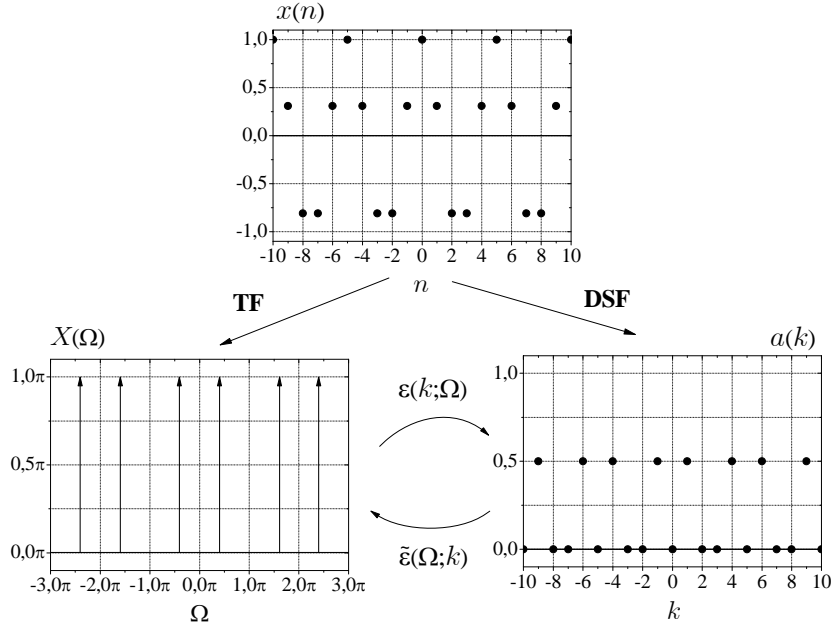 x(n)
1,0
0,5
0,0
-0,5
-1,0
-10 -8 -6 -4 -2 0 2 4 6 8 10
n
TF
DSF
X(Ω)
1,0π
0,5π
0,0π
-3,0π -2,0π -1,0π 0,0π 1,0π 2,0π 3,0π
Ω
ε(k;Ω)
ε̃(Ω;k)
a(k)
1,0
0,5
0,0
-10 -8 -6 -4 -2 0 2 4 6 8 10
k